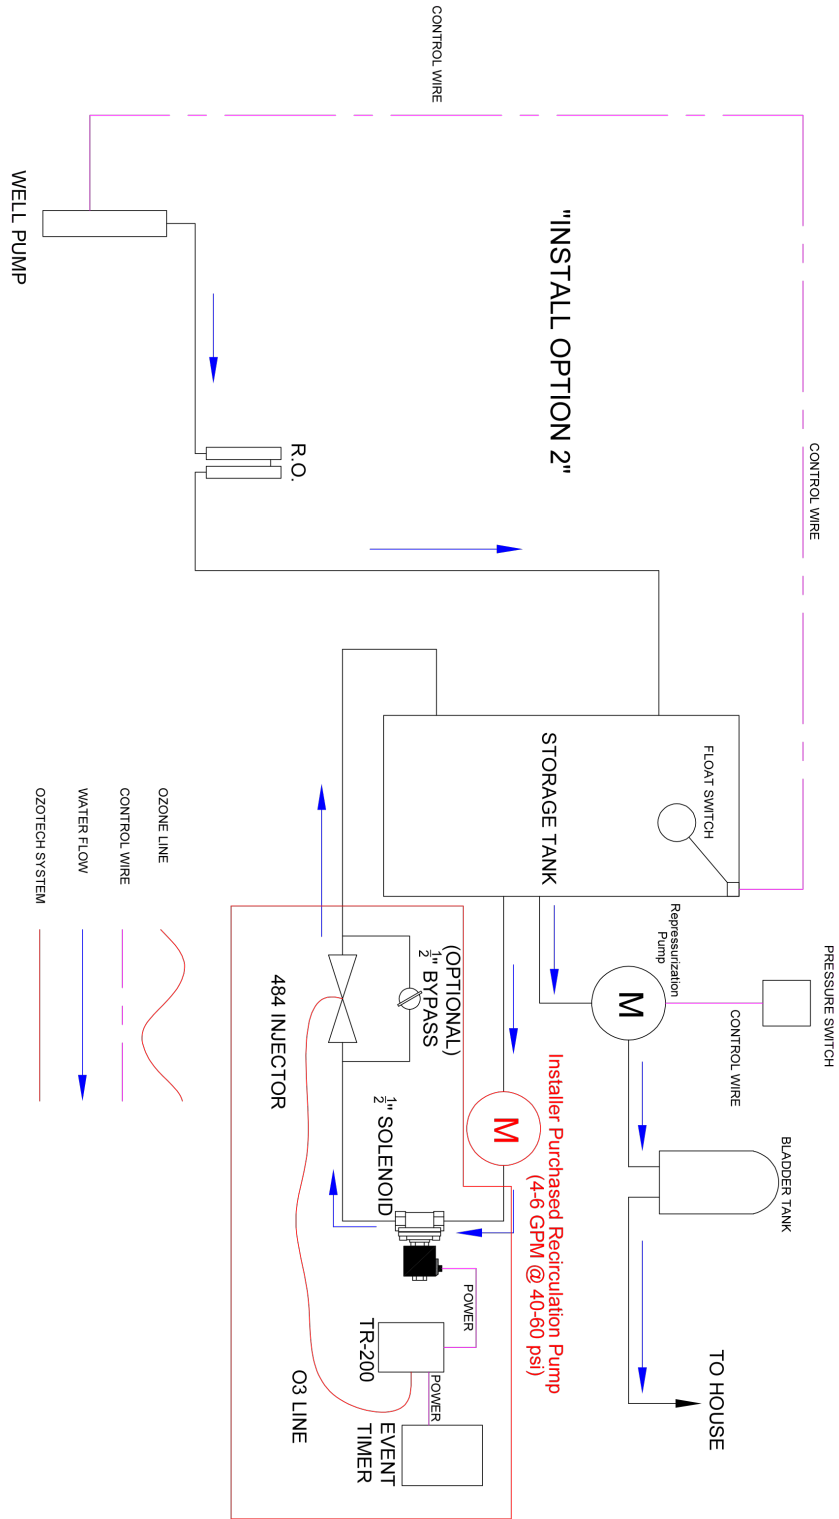 "INSTALL OPTION 2"
CONTROL WIRE
CONTROL WIRE
WELL PUMP
R.O.
STORAGE TANK
FLOAT SWITCH
PRESSURE SWITCH
CONTROL WIRE
Repressurization
Pump
M
BLADDER TANK
TO HOUSE
Installer Purchased Recirculation Pump
(4-6 GPM @ 40-60 psi)
M
(OPTIONAL)
1/2" BYPASS
484 INJECTOR
1/2" SOLENOID
POWER
TR-200
POWER
EVENT
TIMER
O3 LINE
OZONE LINE
CONTROL WIRE
WATER FLOW
OZOTECH SYSTEM